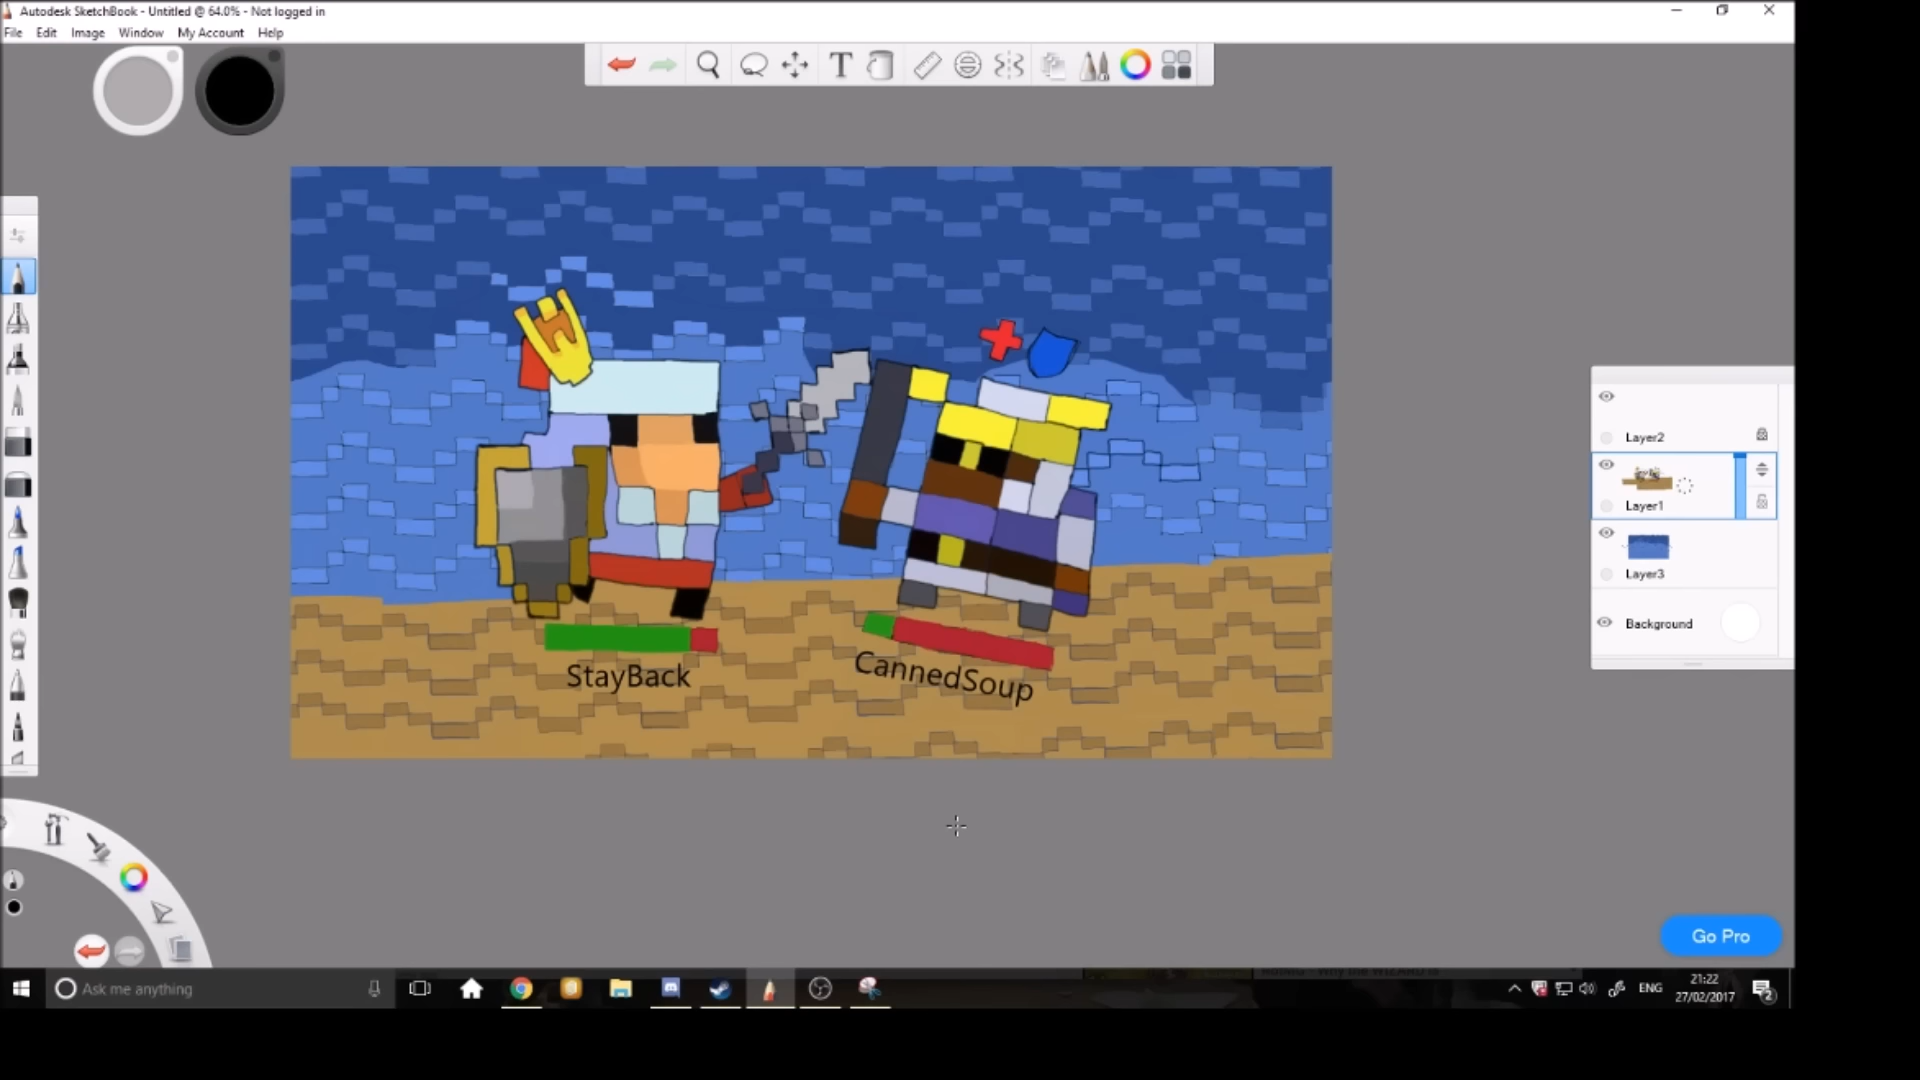 Autodesk SketchBook - Untitled @ 64.0% - Not logged in
File Edit Image Window My Account Help
T
Layer2
Layer1
Layer3
Background
StayBack
CannedSoup
Go Pro
Ask me anything
ENG
21:22
27/02/2017
2